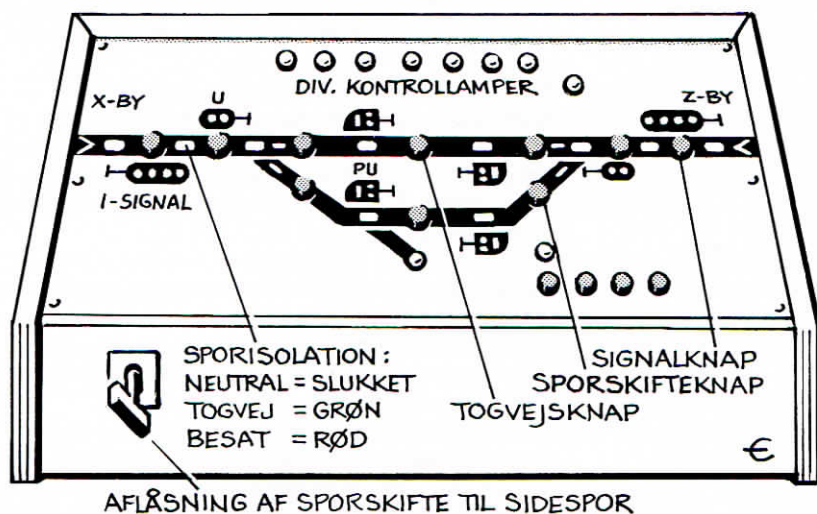 DIV. KONTROLLAMPER
X-BY
U
Z-BY
I-SIGNAL
PU
SPORISOLATION:
NEUTRAL = SLUKKET
TOGVEJ = GRØN
BESAT = RØD
SIGNALKNAP
SPORSKIFTEKNAP
TOGVEJSKNAP
AFLÅSNING AF SPORSKIFTE TIL SIDESPOR